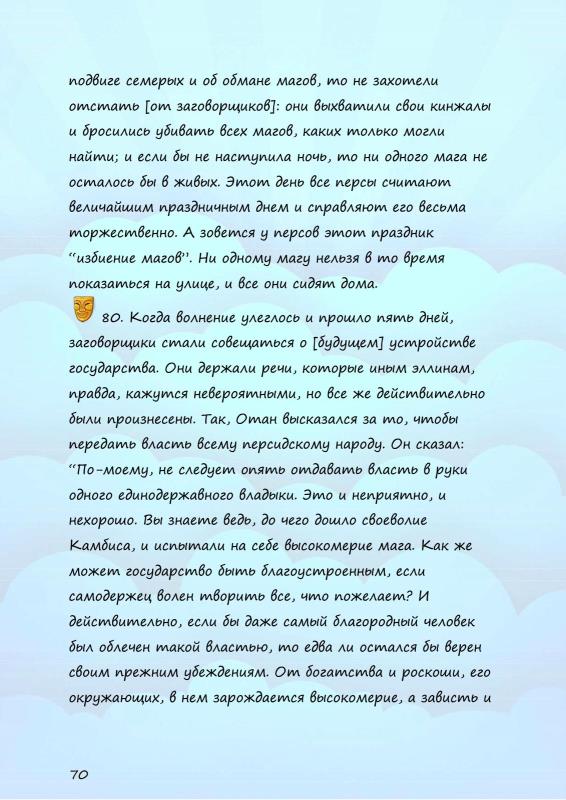 подвиге семерых и об обмане магов, то не захотели
отстать [от заговорщиков]: они выхватили свои кинжалы
и бросились убивать всех магов, каких только могли
найти; и если бы не наступила ночь, то ни одного мага не
осталось бы в живых. Этот день все персы считают
величайшим праздничным днем и справляют его весьма
торжественно. А зовется у персов этот праздник
“избиение магов”. Ни одному магу нельзя в то время
показаться на улице, и все они сидят дома.
80. Когда волнение улеглось и прошло пять дней,
заговорщики стали совещаться о [будущем] устройстве
государства. Они держали речи, которые иным эллинам,
правда, кажутся невероятными, но все же действительно
были произнесены. Так, Отан высказался за то, чтобы
передать власть всему персидскому народу. Он сказал:
“По-моему, не следует опять отдавать власть в руки
одного единодержавного владыки. Это и неприятно, и
нехорошо. Вы знаете ведь, до чего дошло своеволие
Камбиса, и испытали на себе высокомерие мага. Как же
может государство быть благоустроенным, если
самодержец волен творить все, что пожелает? И
действительно, если бы даже самый благородный человек
был облечен такой властью, то едва ли остался бы верен
своим прежним убеждениям. От богатства и роскоши, его
окружающих, в нем зарождается высокомерие, а зависть и
70